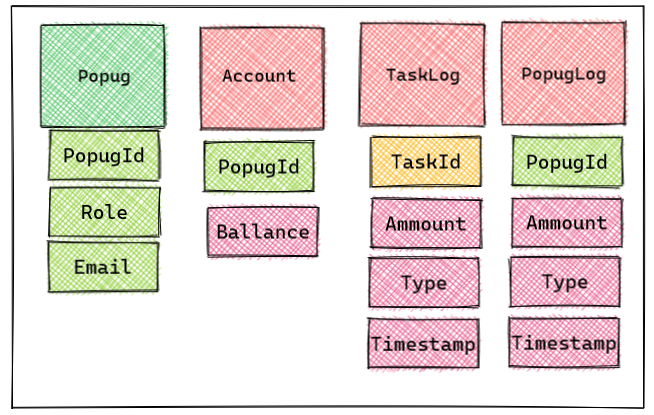 Popug
PopugId
Role
Email
Account
PopugId
Ballance
TaskLog
TaskId
Ammount
Type
Timestamp
PopugLog
PopugId
Ammount
Type
Timestamp